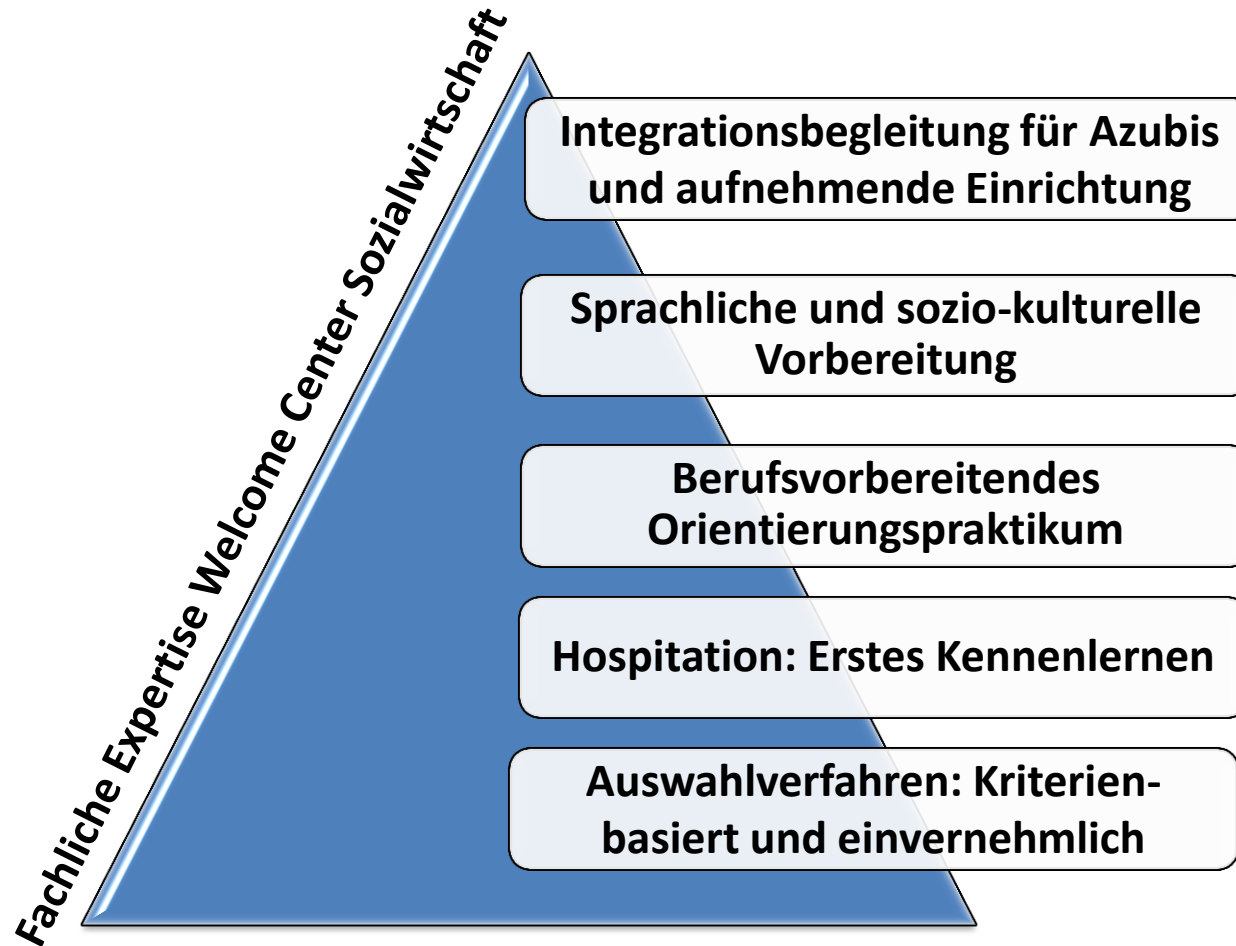 Fachliche Expertise Welcome Center Sozialwirtschaft
Integrationsbegleitung für Azubis
und aufnehmende Einrichtung
Sprachliche und sozio-kulturelle
Vorbereitung
Berufsvorbereitendes
Orientierungspraktikum
Hospitation: Erstes Kennenlernen
Auswahlverfahren: Kriterien-
basiert und einvernehmlich